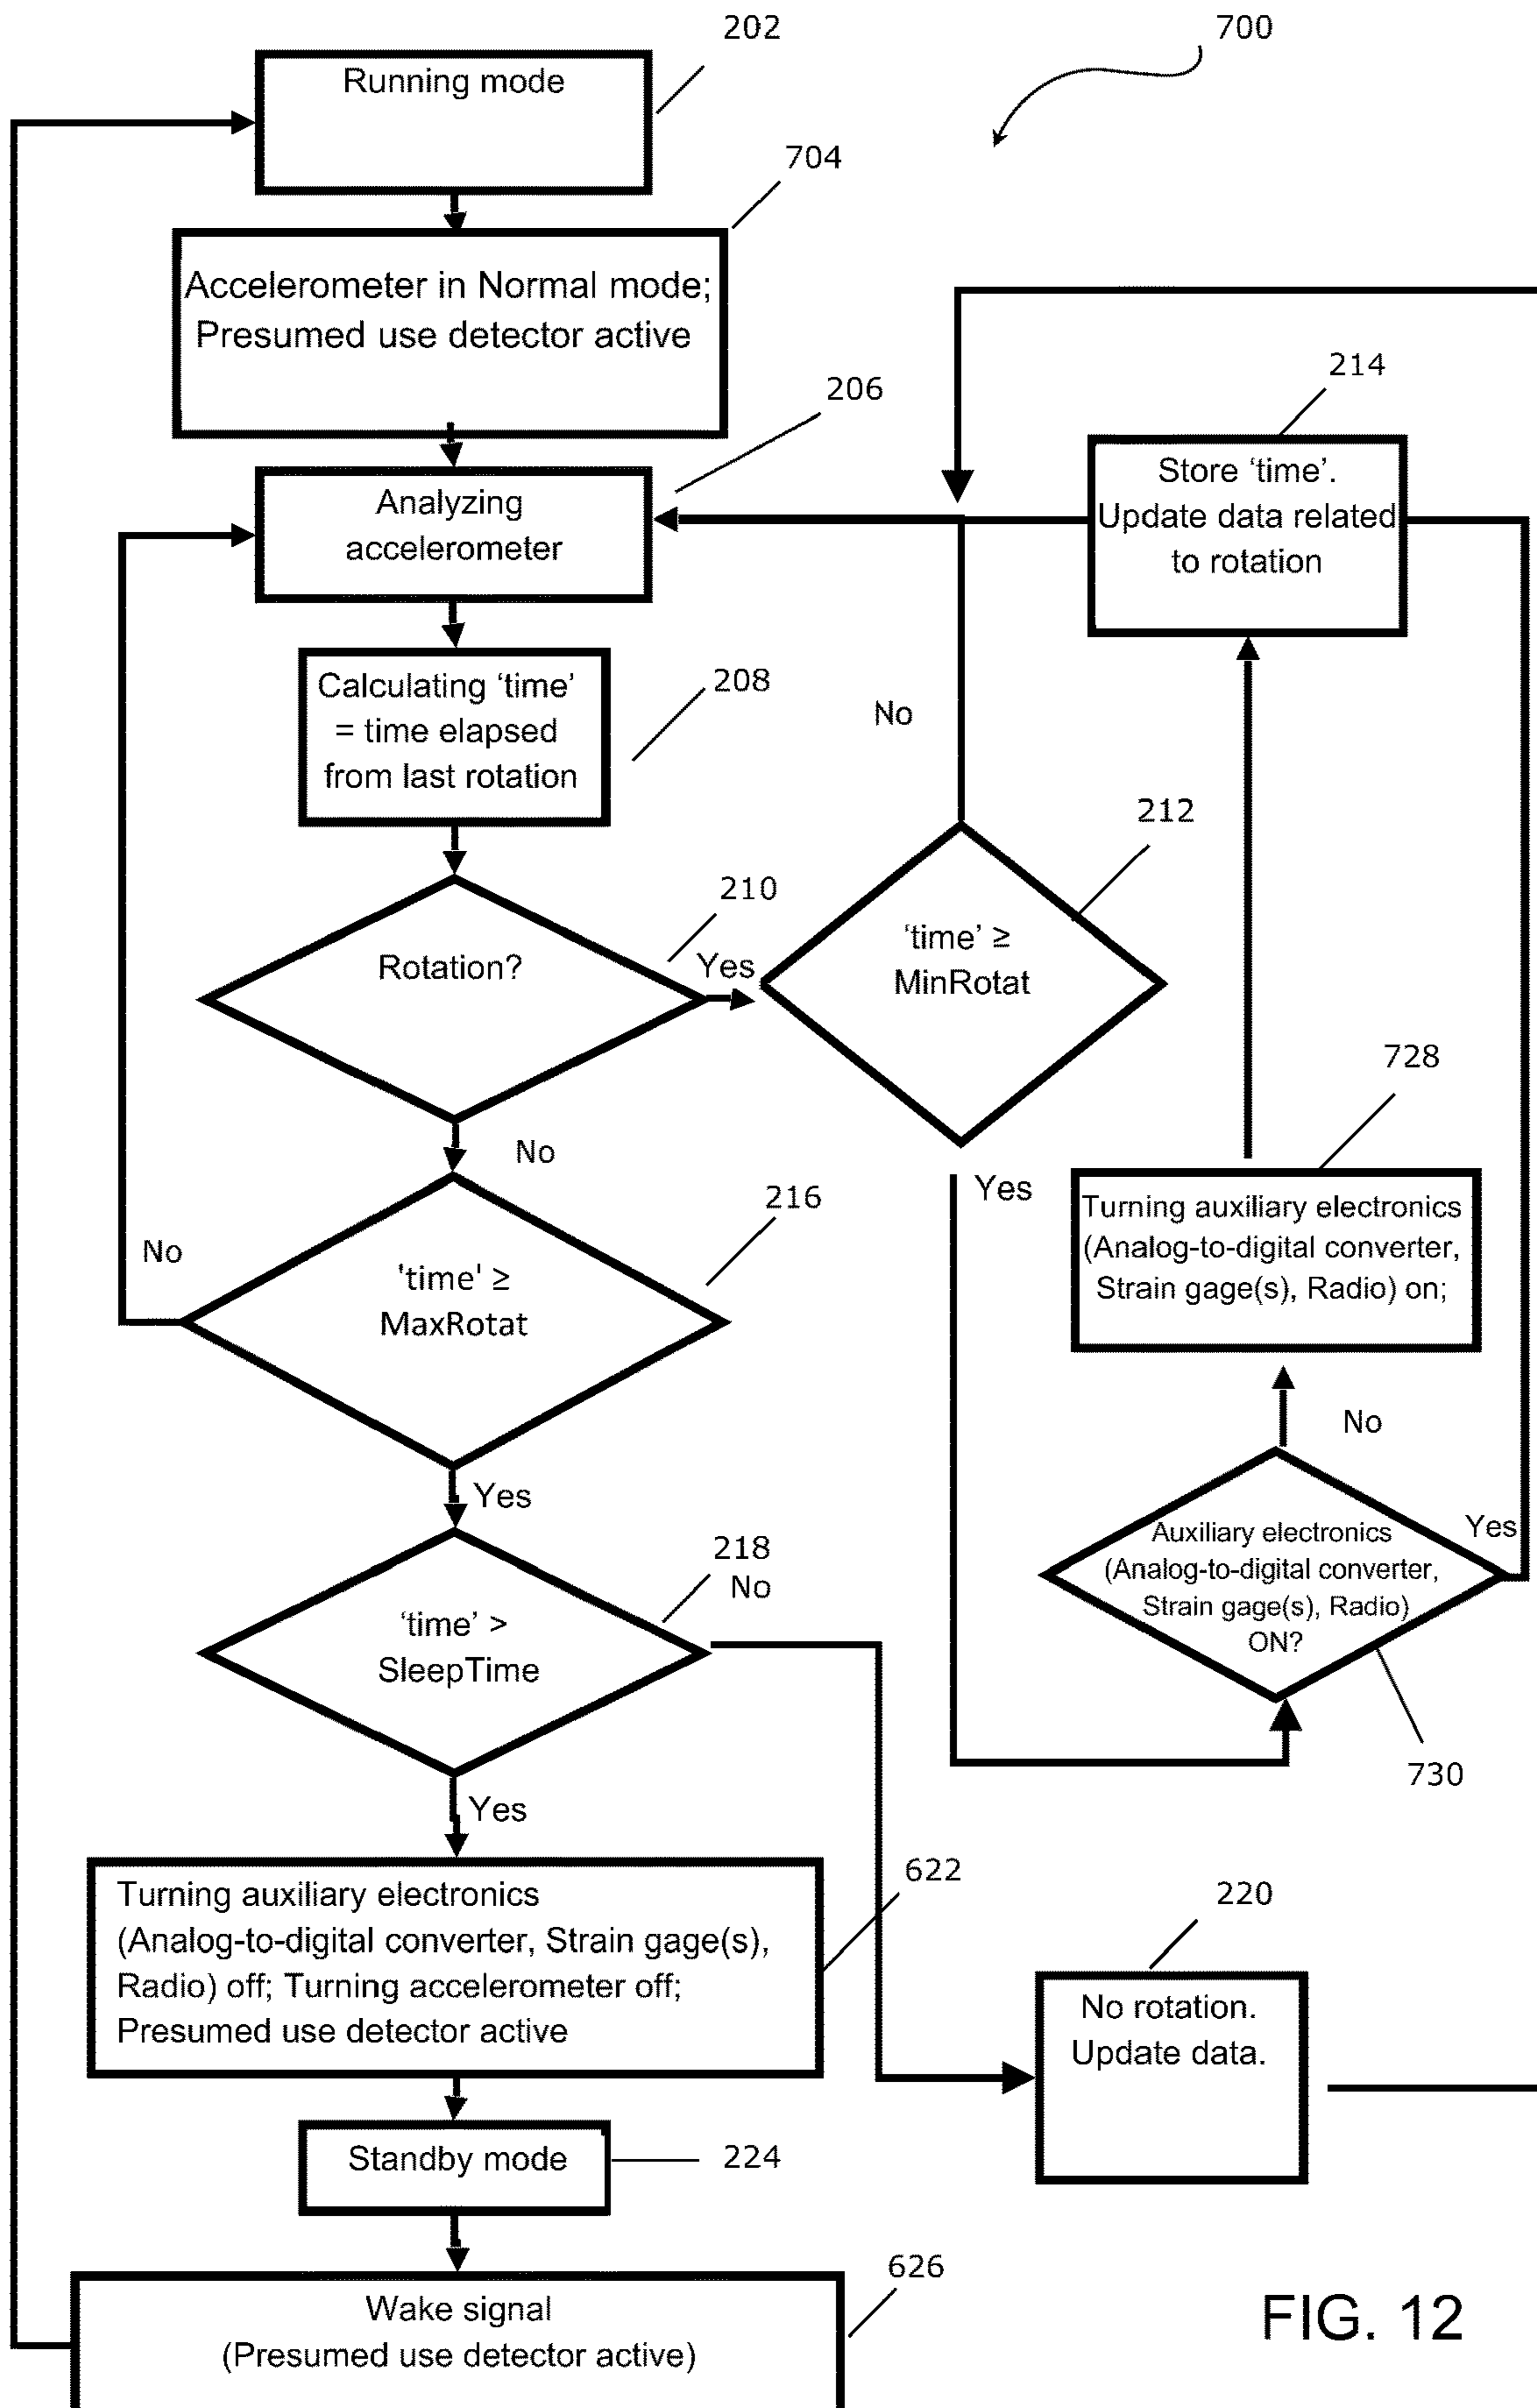 202
700
Running mode
704
Accelerometer in Normal mode;
Presumed use detector active
206
214
Analyzing
accelerometer
Store ‘time’.
Update data related
to rotation
Calculating ‘time’
= time elapsed
from last rotation
208
No
212
210
Rotation?
Yes
‘time’ ≥
MinRotat
728
No
Yes
216
Turning auxiliary electronics
(Analog-to-digital converter,
Strain gage(s), Radio) on;
No
'time' ≥
MaxRotat
No
Yes
218
No
Auxiliary electronics
(Analog-to-digital converter,
Strain gage(s), Radio)
ON?
Yes
‘time’ >
SleepTime
730
Yes
622
220
Turning auxiliary electronics
(Analog-to-digital converter, Strain gage(s),
Radio) off; Turning accelerometer off;
Presumed use detector active
No rotation.
Update data.
Standby mode
224
626
Wake signal
(Presumed use detector active)
FIG. 12